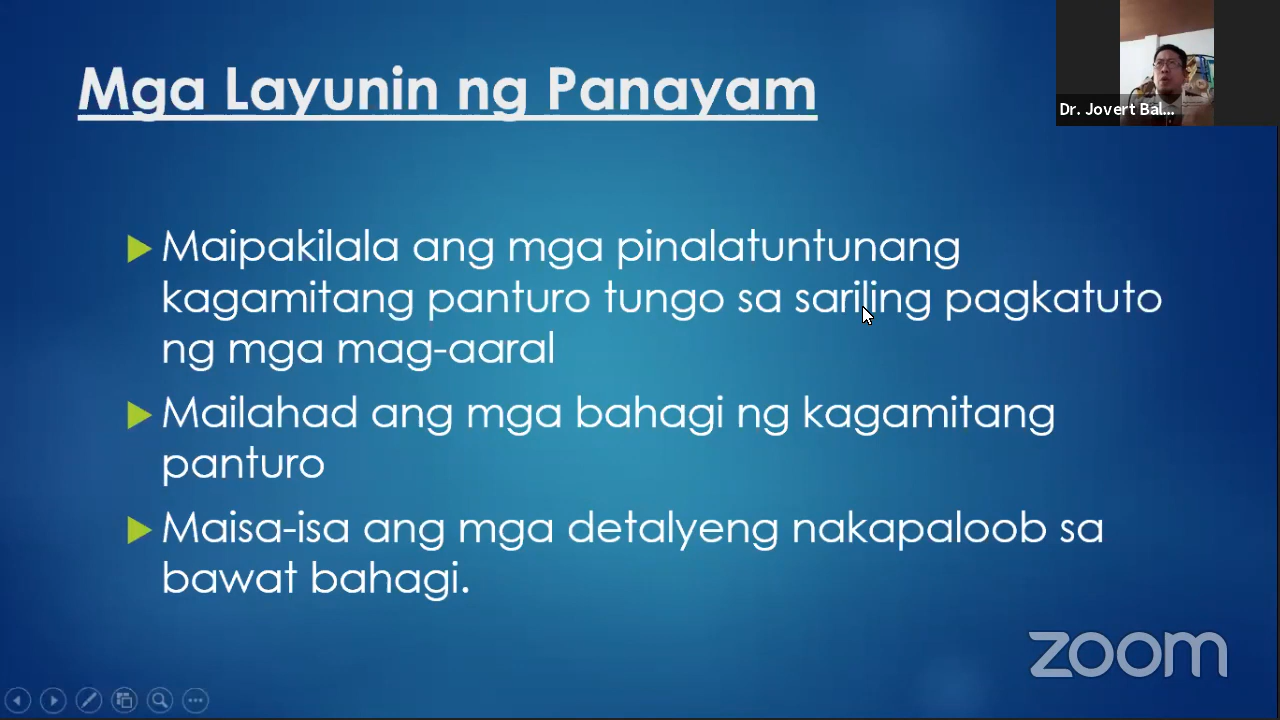 Mga Layunin ng Panayam
Dr. Jovert Bal...
Maipakilala ang mga pinalatuntunang
kagamitang panturo tungo sa sariling pagkatuto
ng mga mag-aaral
Mailahad ang mga bahagi ng kagamitang
panturo
Maisa-isa ang mga detalyeng nakapaloob sa
bawat bahagi.
zoom